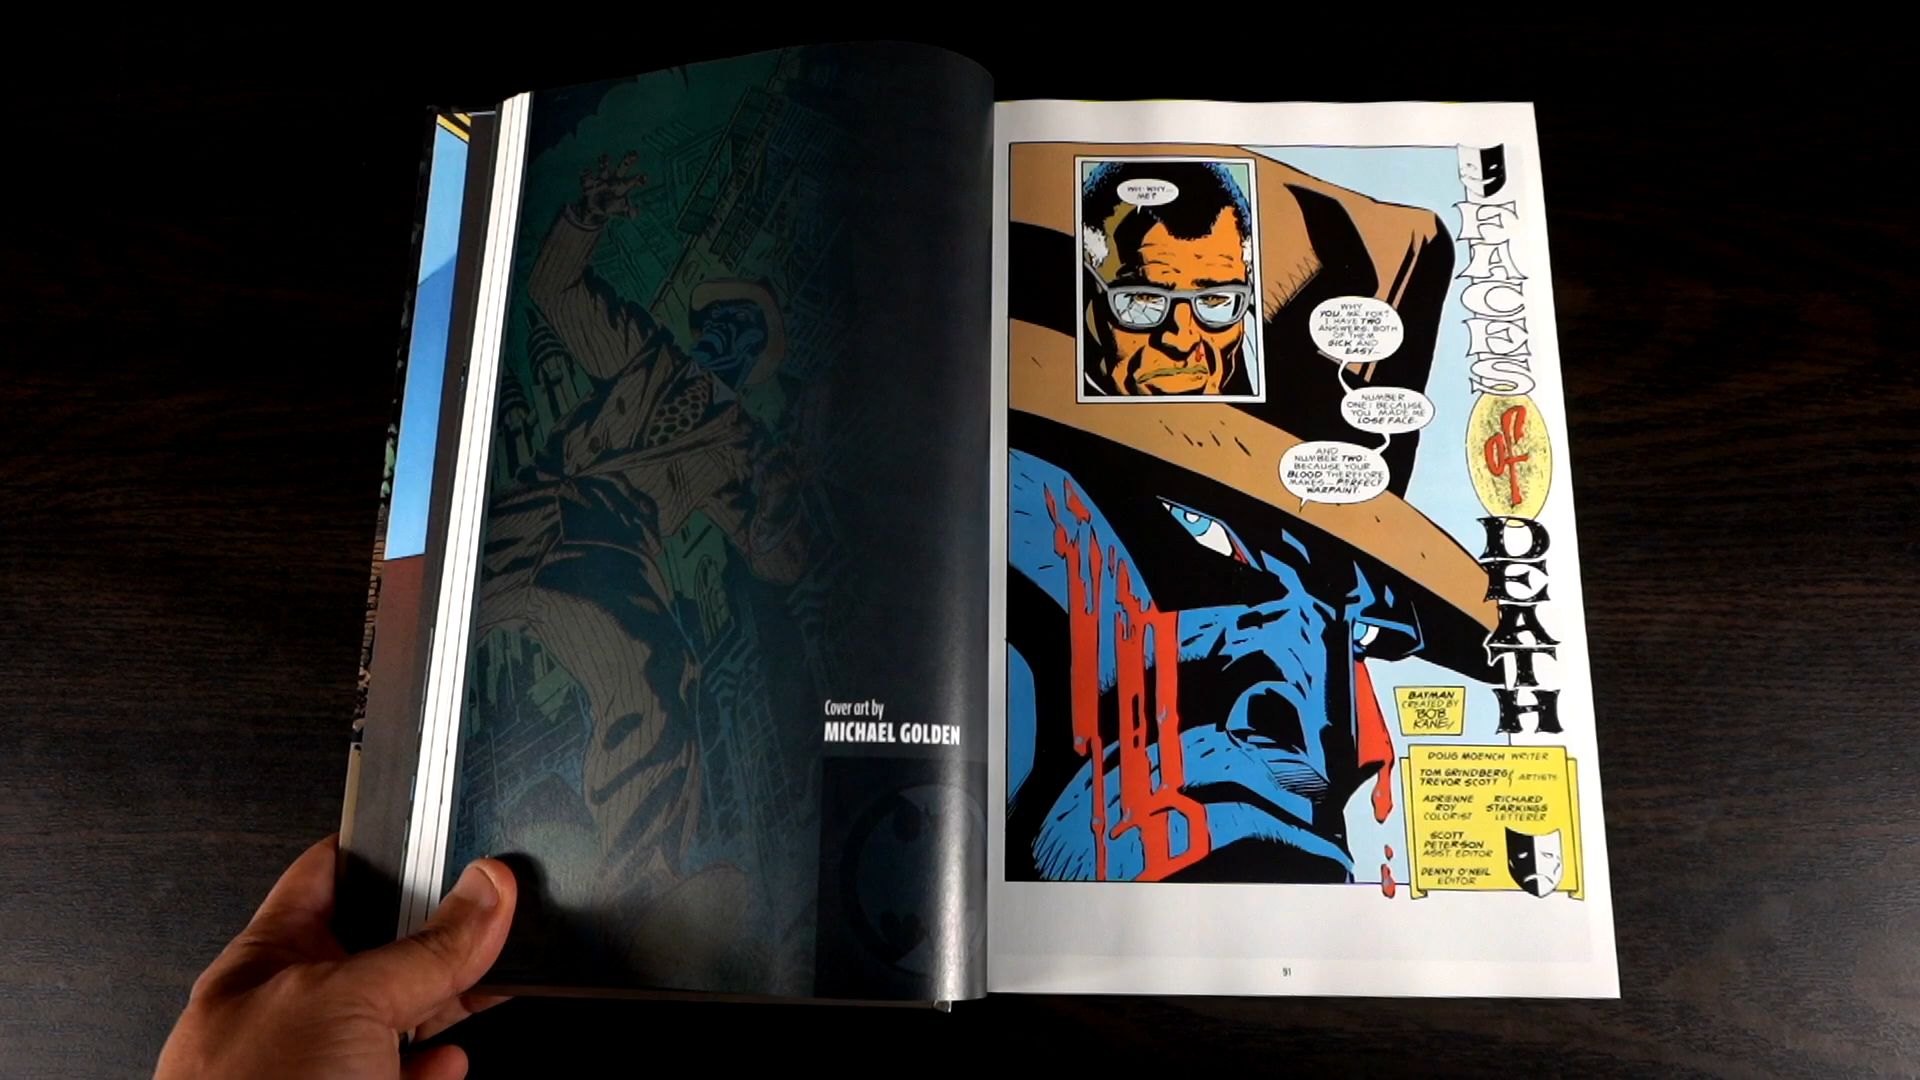 Cover art by
MICHAEL GOLDEN
WH-WHY...
ME?
WHY
YOU, MR. FOX?
I HAVE TWO
ANSWERS, BOTH
OF THEM
SICK AND
EASY--
NUMBER
ONE: BECAUSE
YOU MADE ME
LOSE FACE.
AND
NUMBER TWO:
BECAUSE YOUR
BLOOD THEREFORE
MAKES... PERFECT
WARPAINT.
FACES
of
DEATH
BATMAN
CREATED BY
BOB
KANE
DOUG MOENCH WRITER
TOM GRINDBERG/
TREVOR SCOTT ARTISTS
ADRIENNE
ROY
COLORIST
RICHARD
STARKINGS
LETTERER
SCOTT
PETERSON
ASST. EDITOR
DENNY O'NEIL
EDITOR
91